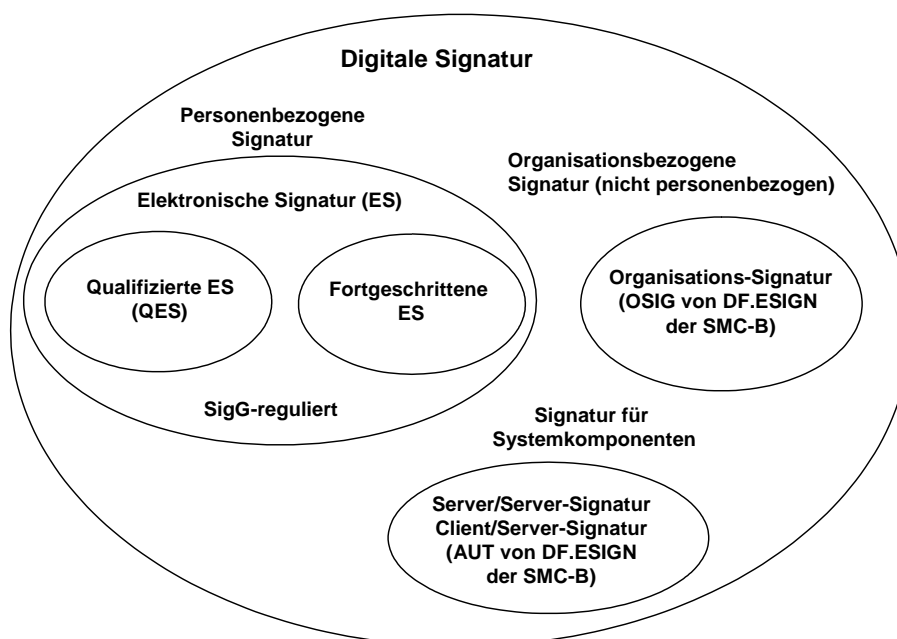 Digitale Signatur
Personenbezogene
Signatur
Elektronische Signatur (ES)
Qualifizierte ES
(QES)
Fortgeschrittene
ES
SigG-reguliert
Organisationsbezogene
Signatur (nicht personenbezogen)
Organisations-Signatur
(OSIG von DF.ESIGN
der SMC-B)
Signatur für
Systemkomponenten
Server/Server-Signatur
Client/Server-Signatur
(AUT von DF.ESIGN
der SMC-B)